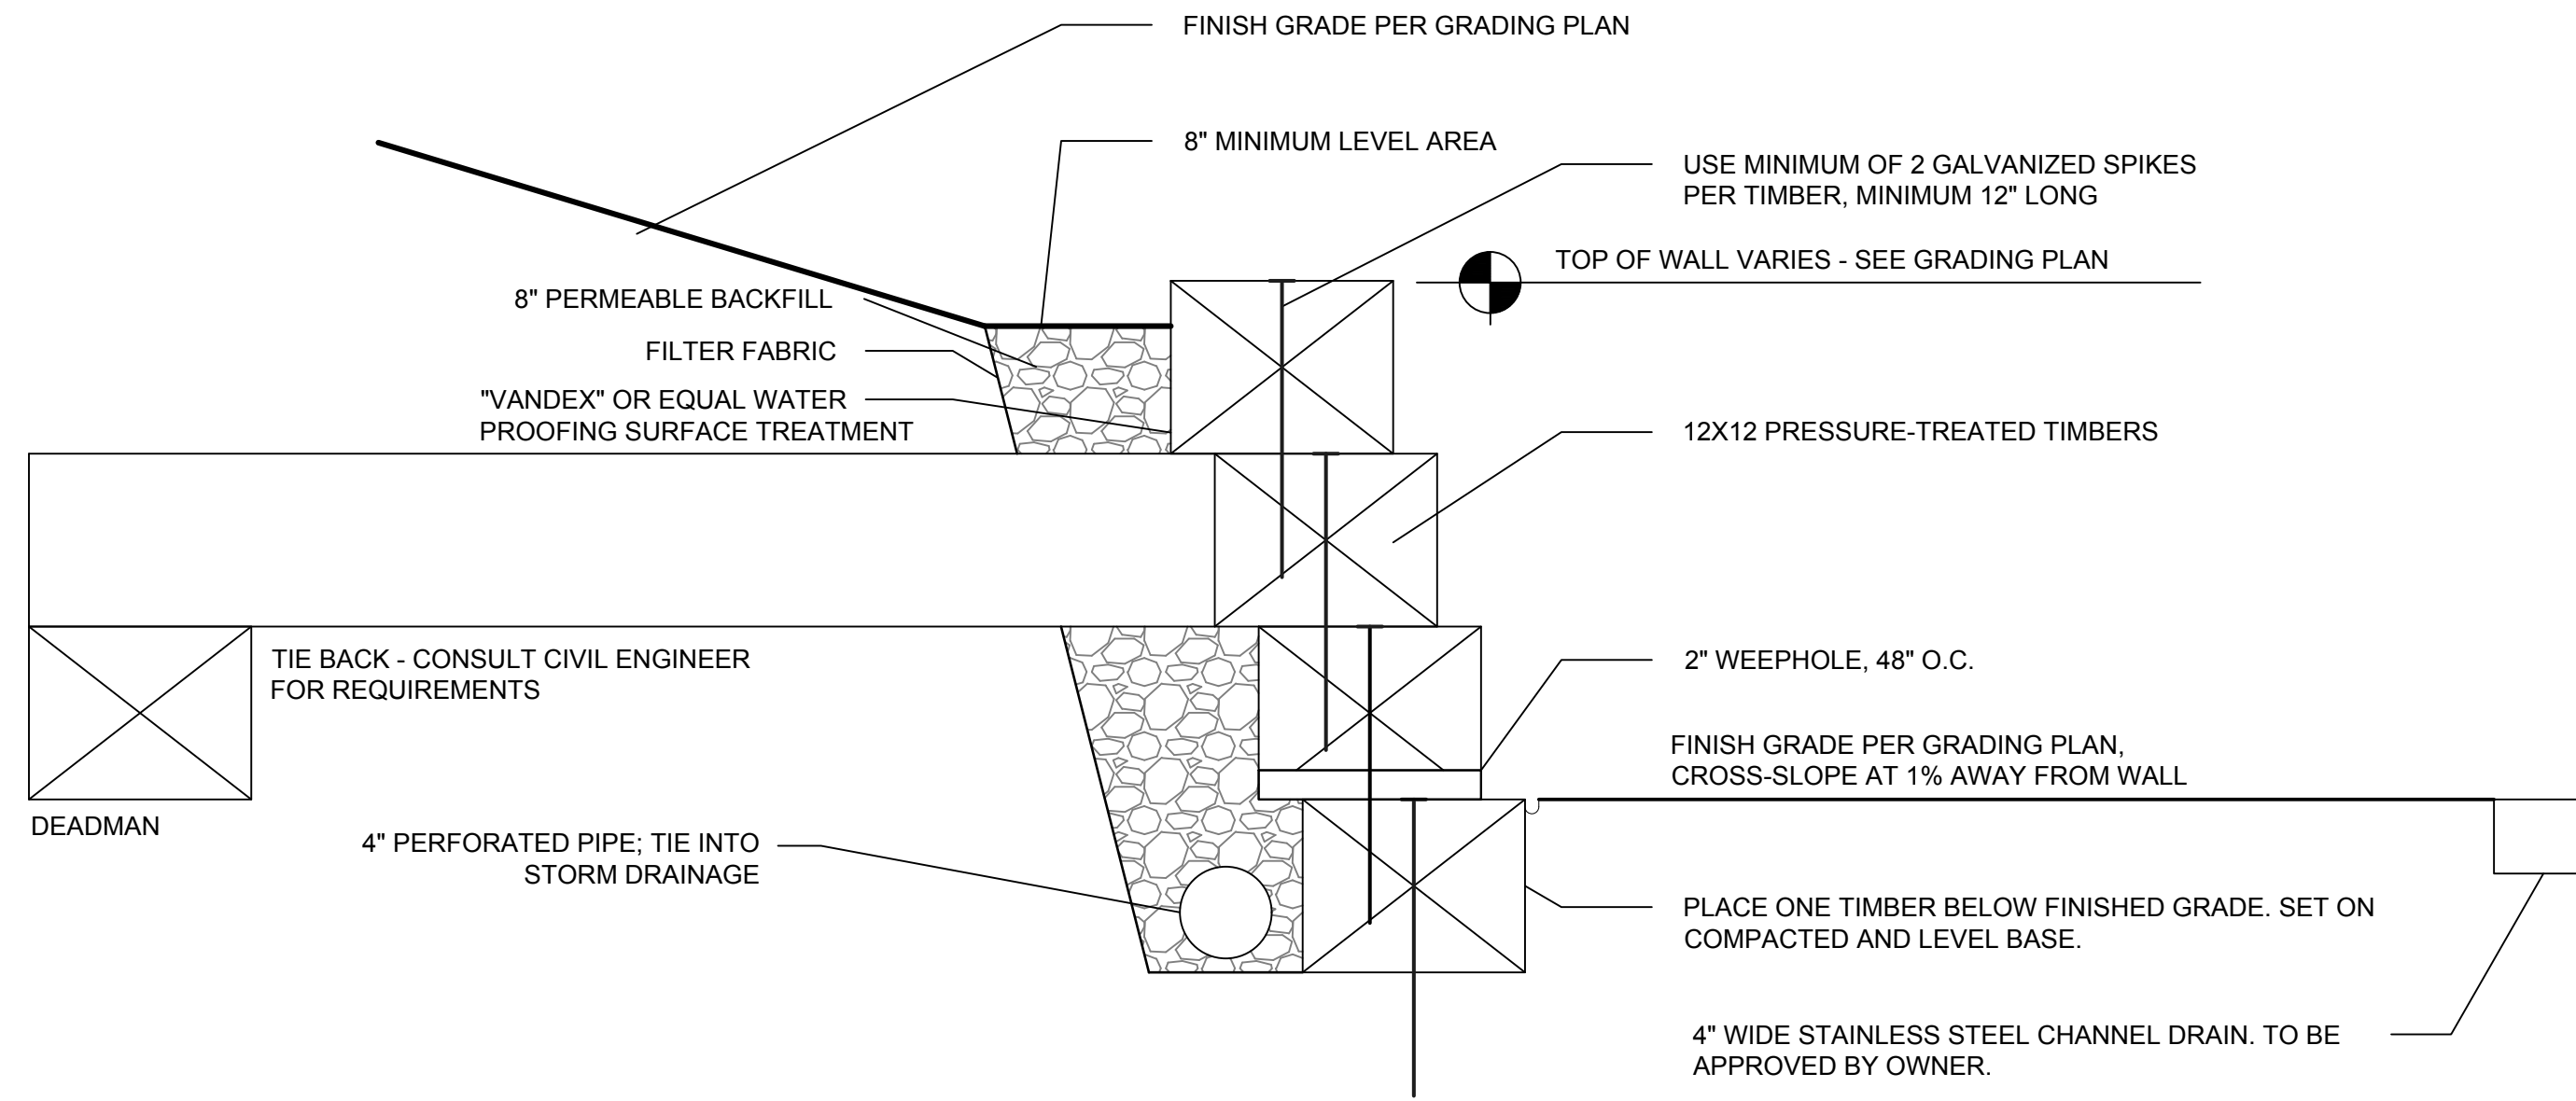 FINISH GRADE PER GRADING PLAN
8" MINIMUM LEVEL AREA
USE MINIMUM OF 2 GALVANIZED SPIKES
PER TIMBER, MINIMUM 12" LONG
TOP OF WALL VARIES - SEE GRADING PLAN
8" PERMEABLE BACKFILL
FILTER FABRIC
"VANDEX" OR EQUAL WATER
PROOFING SURFACE TREATMENT
12X12 PRESSURE-TREATED TIMBERS
TIE BACK - CONSULT CIVIL ENGINEER
FOR REQUIREMENTS
2" WEEPHOLE, 48" O.C.
FINISH GRADE PER GRADING PLAN,
CROSS-SLOPE AT 1% AWAY FROM WALL
DEADMAN
4" PERFORATED PIPE; TIE INTO
STORM DRAINAGE
PLACE ONE TIMBER BELOW FINISHED GRADE. SET ON
COMPACTED AND LEVEL BASE.
4" WIDE STAINLESS STEEL CHANNEL DRAIN. TO BE
APPROVED BY OWNER.